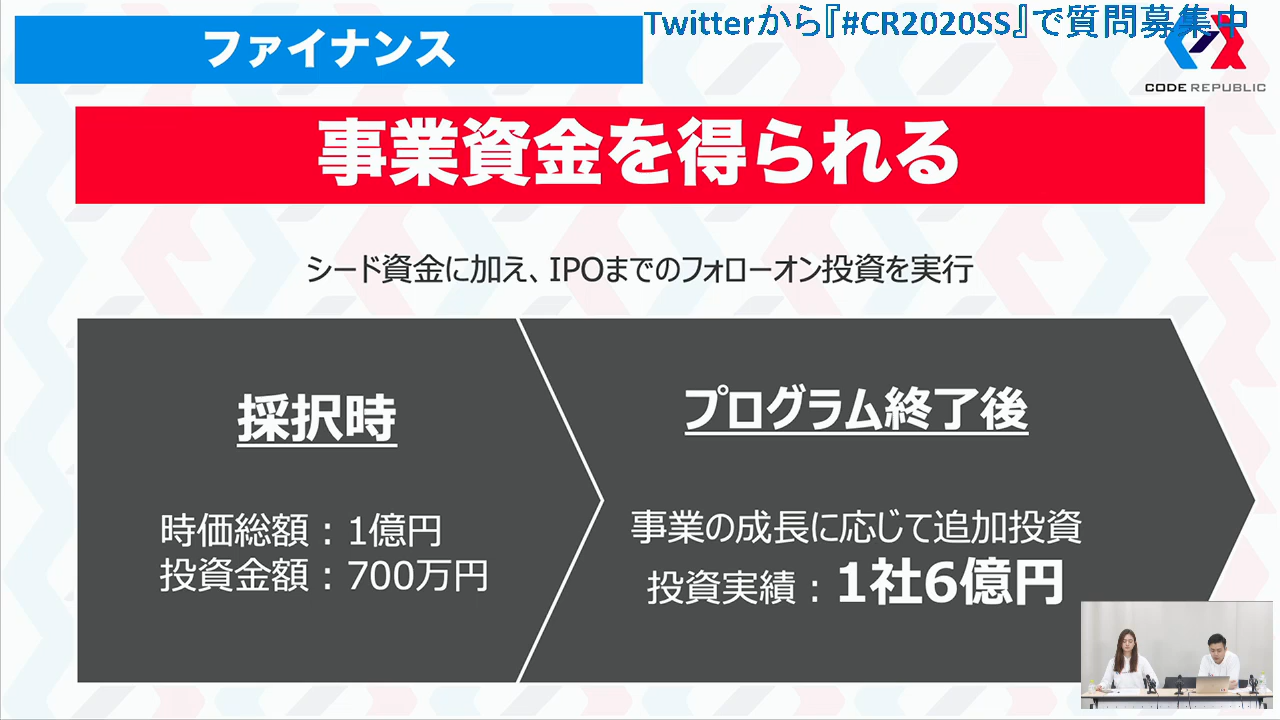 ファイナンス
Twitterから『#CR2020SS』で質問募集中
CODE REPUBLIC
事業資金を得られる
シード資金に加え、IPOまでのフォローオン投資を実行
採択時
時価総額：1億円
投資金額：700万円
プログラム終了後
事業の成長に応じて追加投資
投資実績：1社6億円